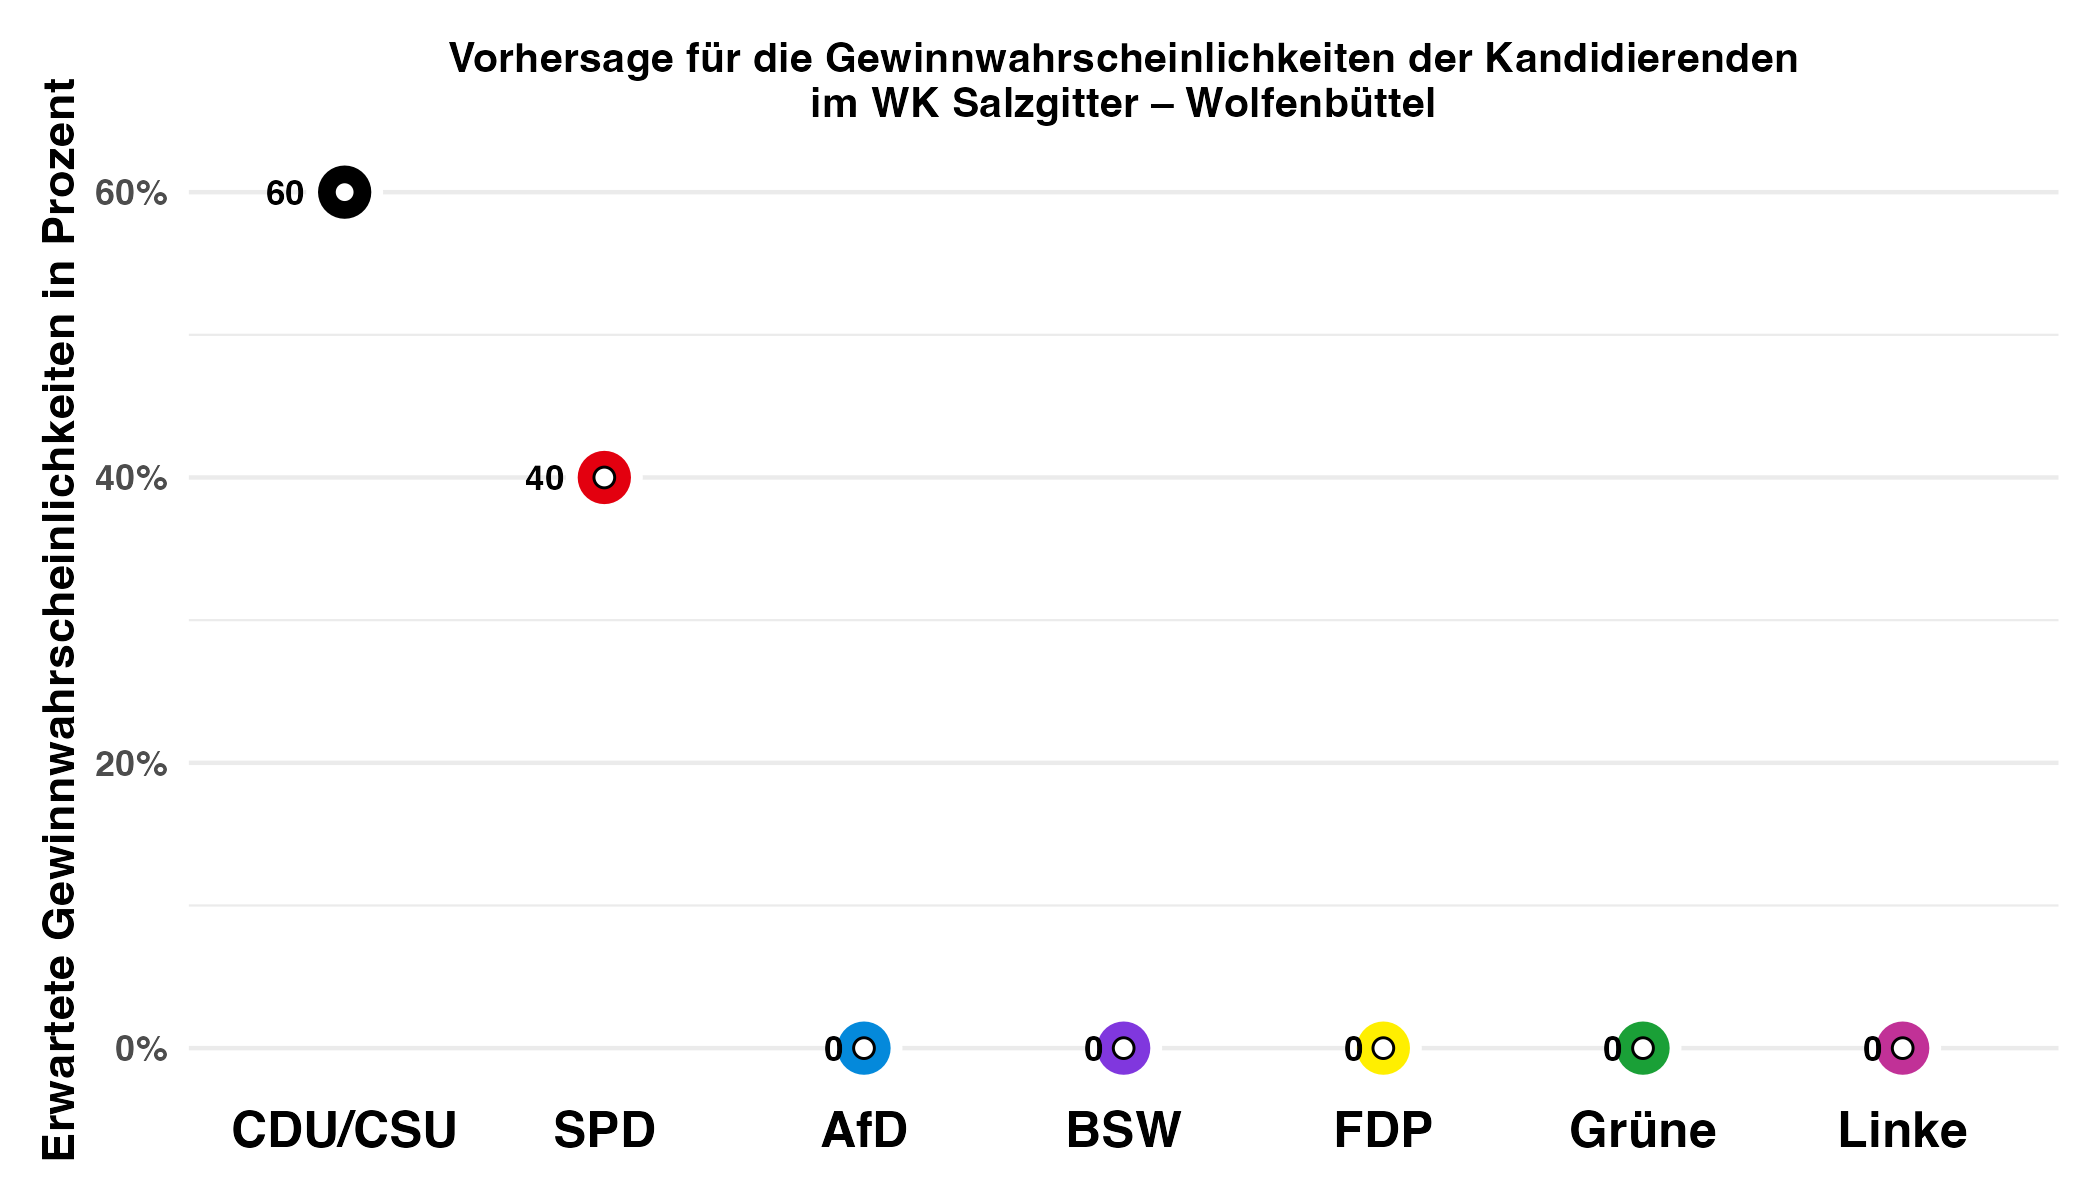 Vorhersage für die Gewinnwahrscheinlichkeiten der Kandidierenden
im WK Salzgitter – Wolfenbüttel
Erwartete Gewinnwahrscheinlichkeiten in Prozent
60%
60
40%
40
20%
0%
0
0
0
0
0
CDU/CSU
SPD
AfD
BSW
FDP
Grüne
Linke